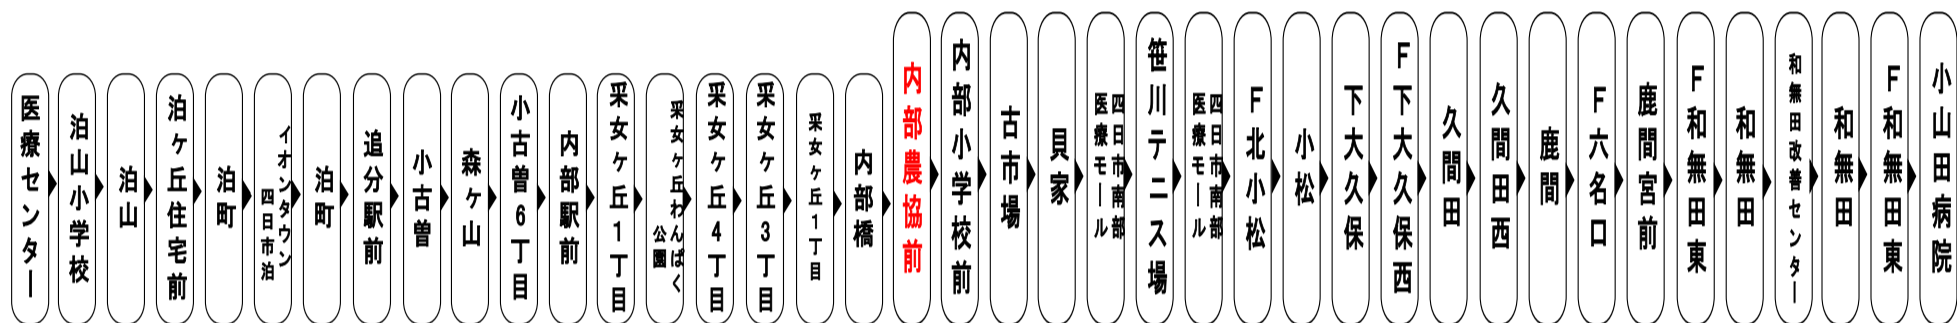 医療センター
泊山小学校
泊山
泊ヶ丘住宅前
泊町
イオンタウン
四日市泊
泊町
追分駅前
小古曽
森ヶ山
小古曽6丁目
内部駅前
采女ヶ丘1丁目
采女ヶ丘わんぱく
公園
采女ヶ丘4丁目
采女ヶ丘3丁目
采女ヶ丘1丁目
内部橋
内部農協前
内部小学校前
古市場
貝家
四日市南部
医療モール
笹川テニス場
四日市南部
医療モール
F北小松
小松
下大久保
F下大久保西
久間田
久間田西
鹿間
F六名口
鹿間宮前
F和無田東
和無田
和無田改善センター
和無田
F和無田東
小山田病院